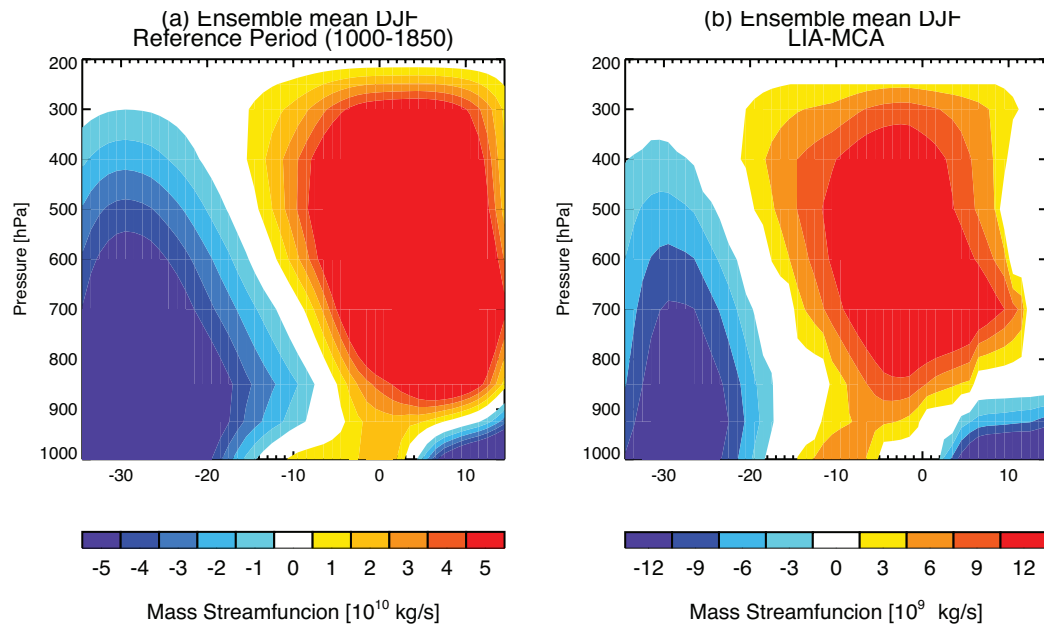 (a) Ensemble mean DJF
Reference Period (1000-1850)
Pressure [hPa]
200
300
400
500
600
700
800
900
1000
-30 -20 -10 0 10
-5 -4 -3 -2 -1 0 1 2 3 4 5
Mass Streamfuncion [10¹⁰ kg/s]
(b) Ensemble mean DJF
LIA-MCA
Pressure [hPa]
200
300
400
500
600
700
800
900
1000
-30 -20 -10 0 10
-12 -9 -6 -3 0 3 6 9 12
Mass Streamfuncion [10⁹ kg/s]